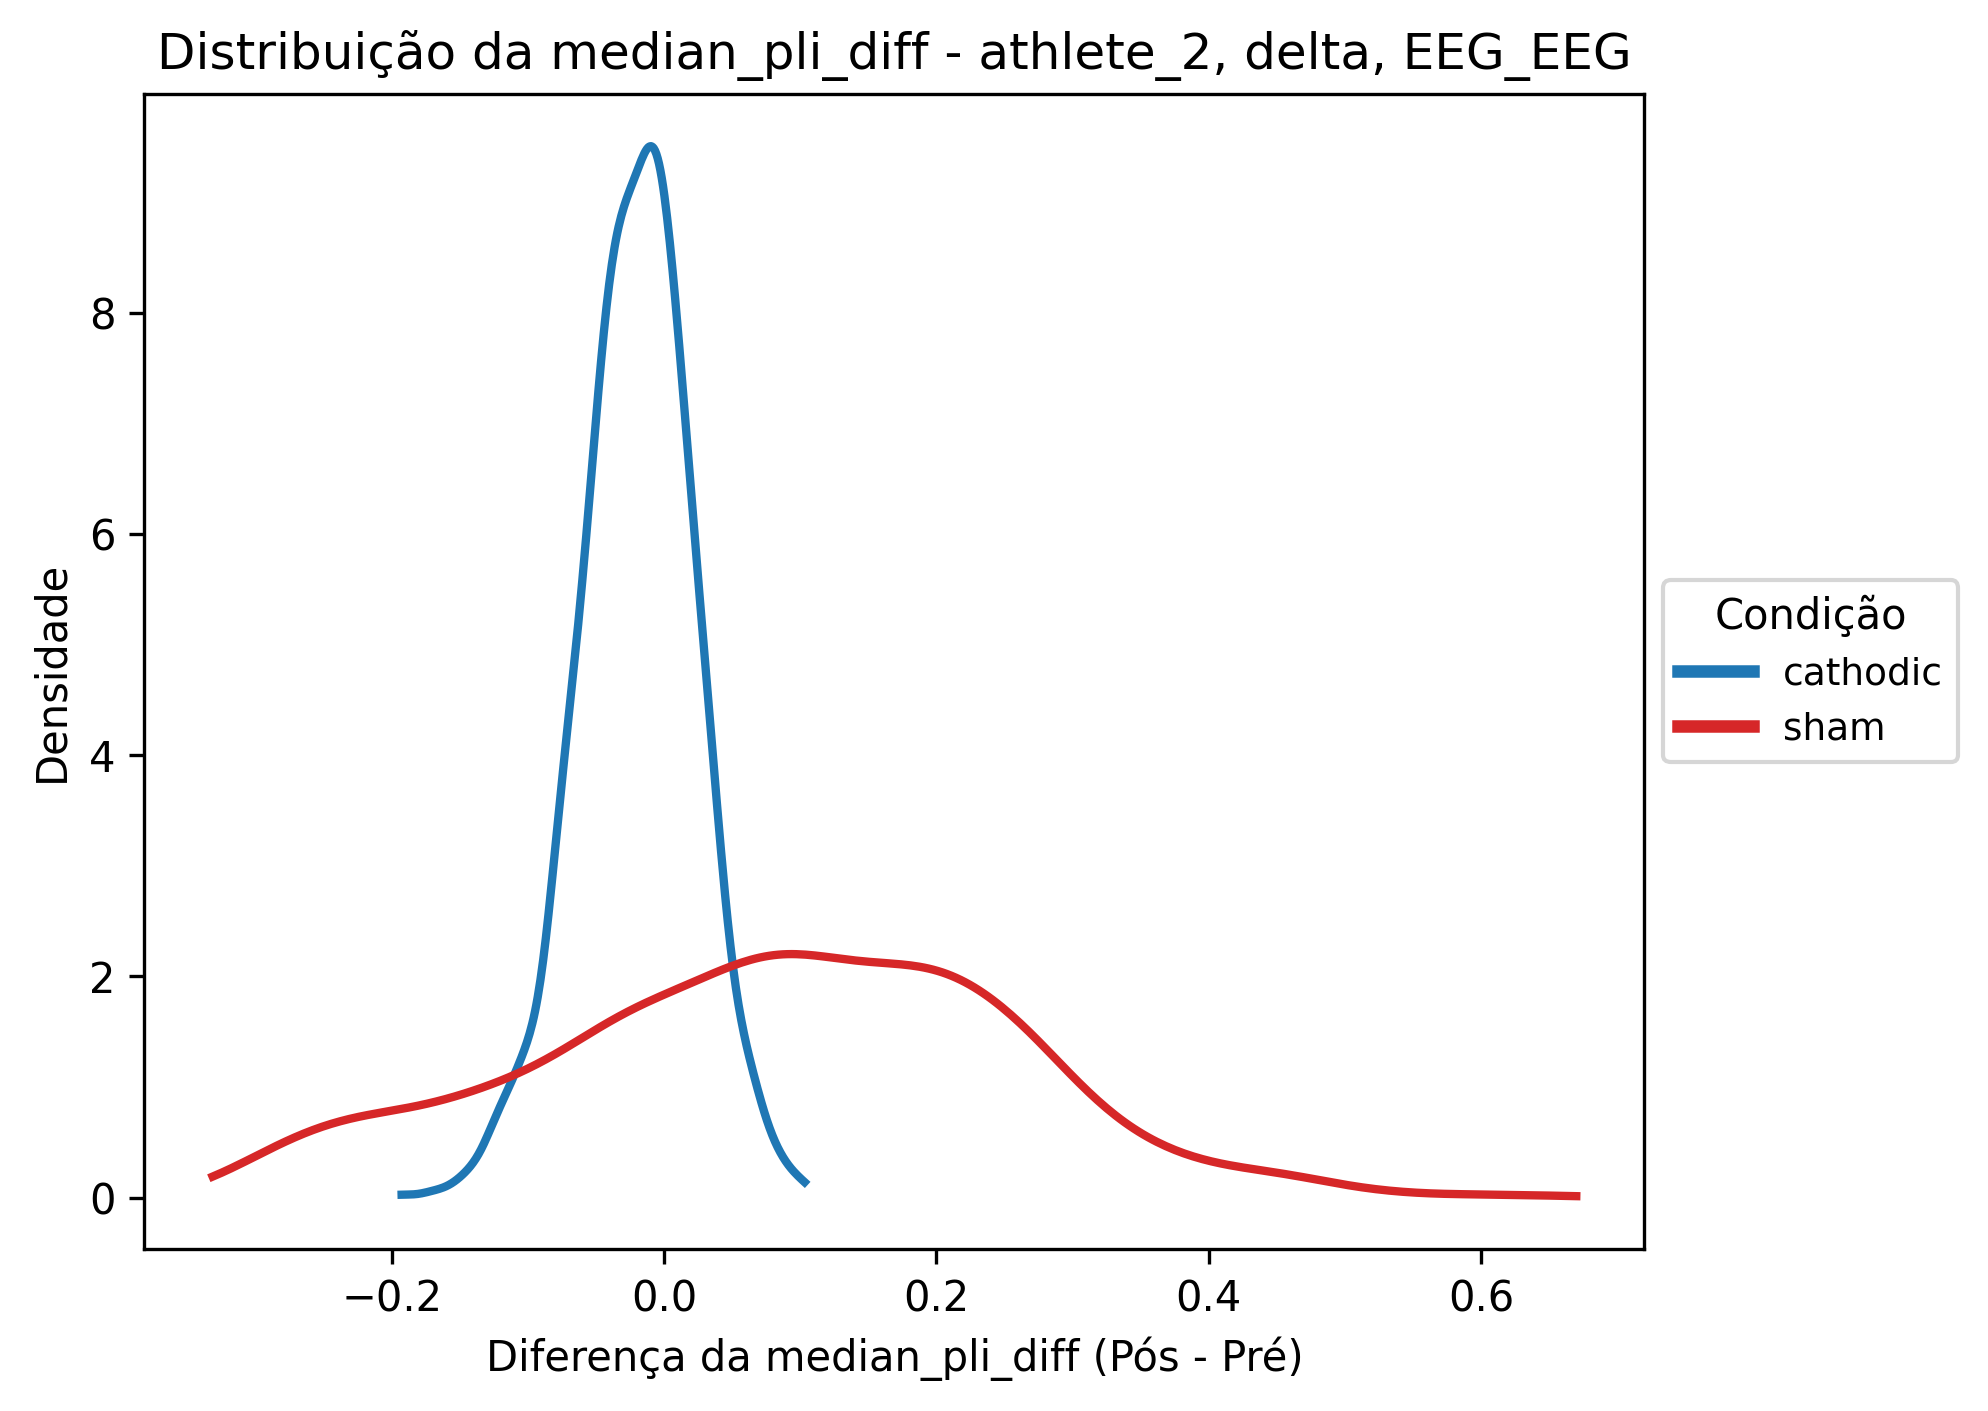 Distribuição da median_pli_diff - athlete_2, delta, EEG_EEG
Densidade
8
6
4
2
0
−0.2
0.0
0.2
0.4
0.6
Diferença da median_pli_diff (Pós - Pré)
Condição
cathodic
sham